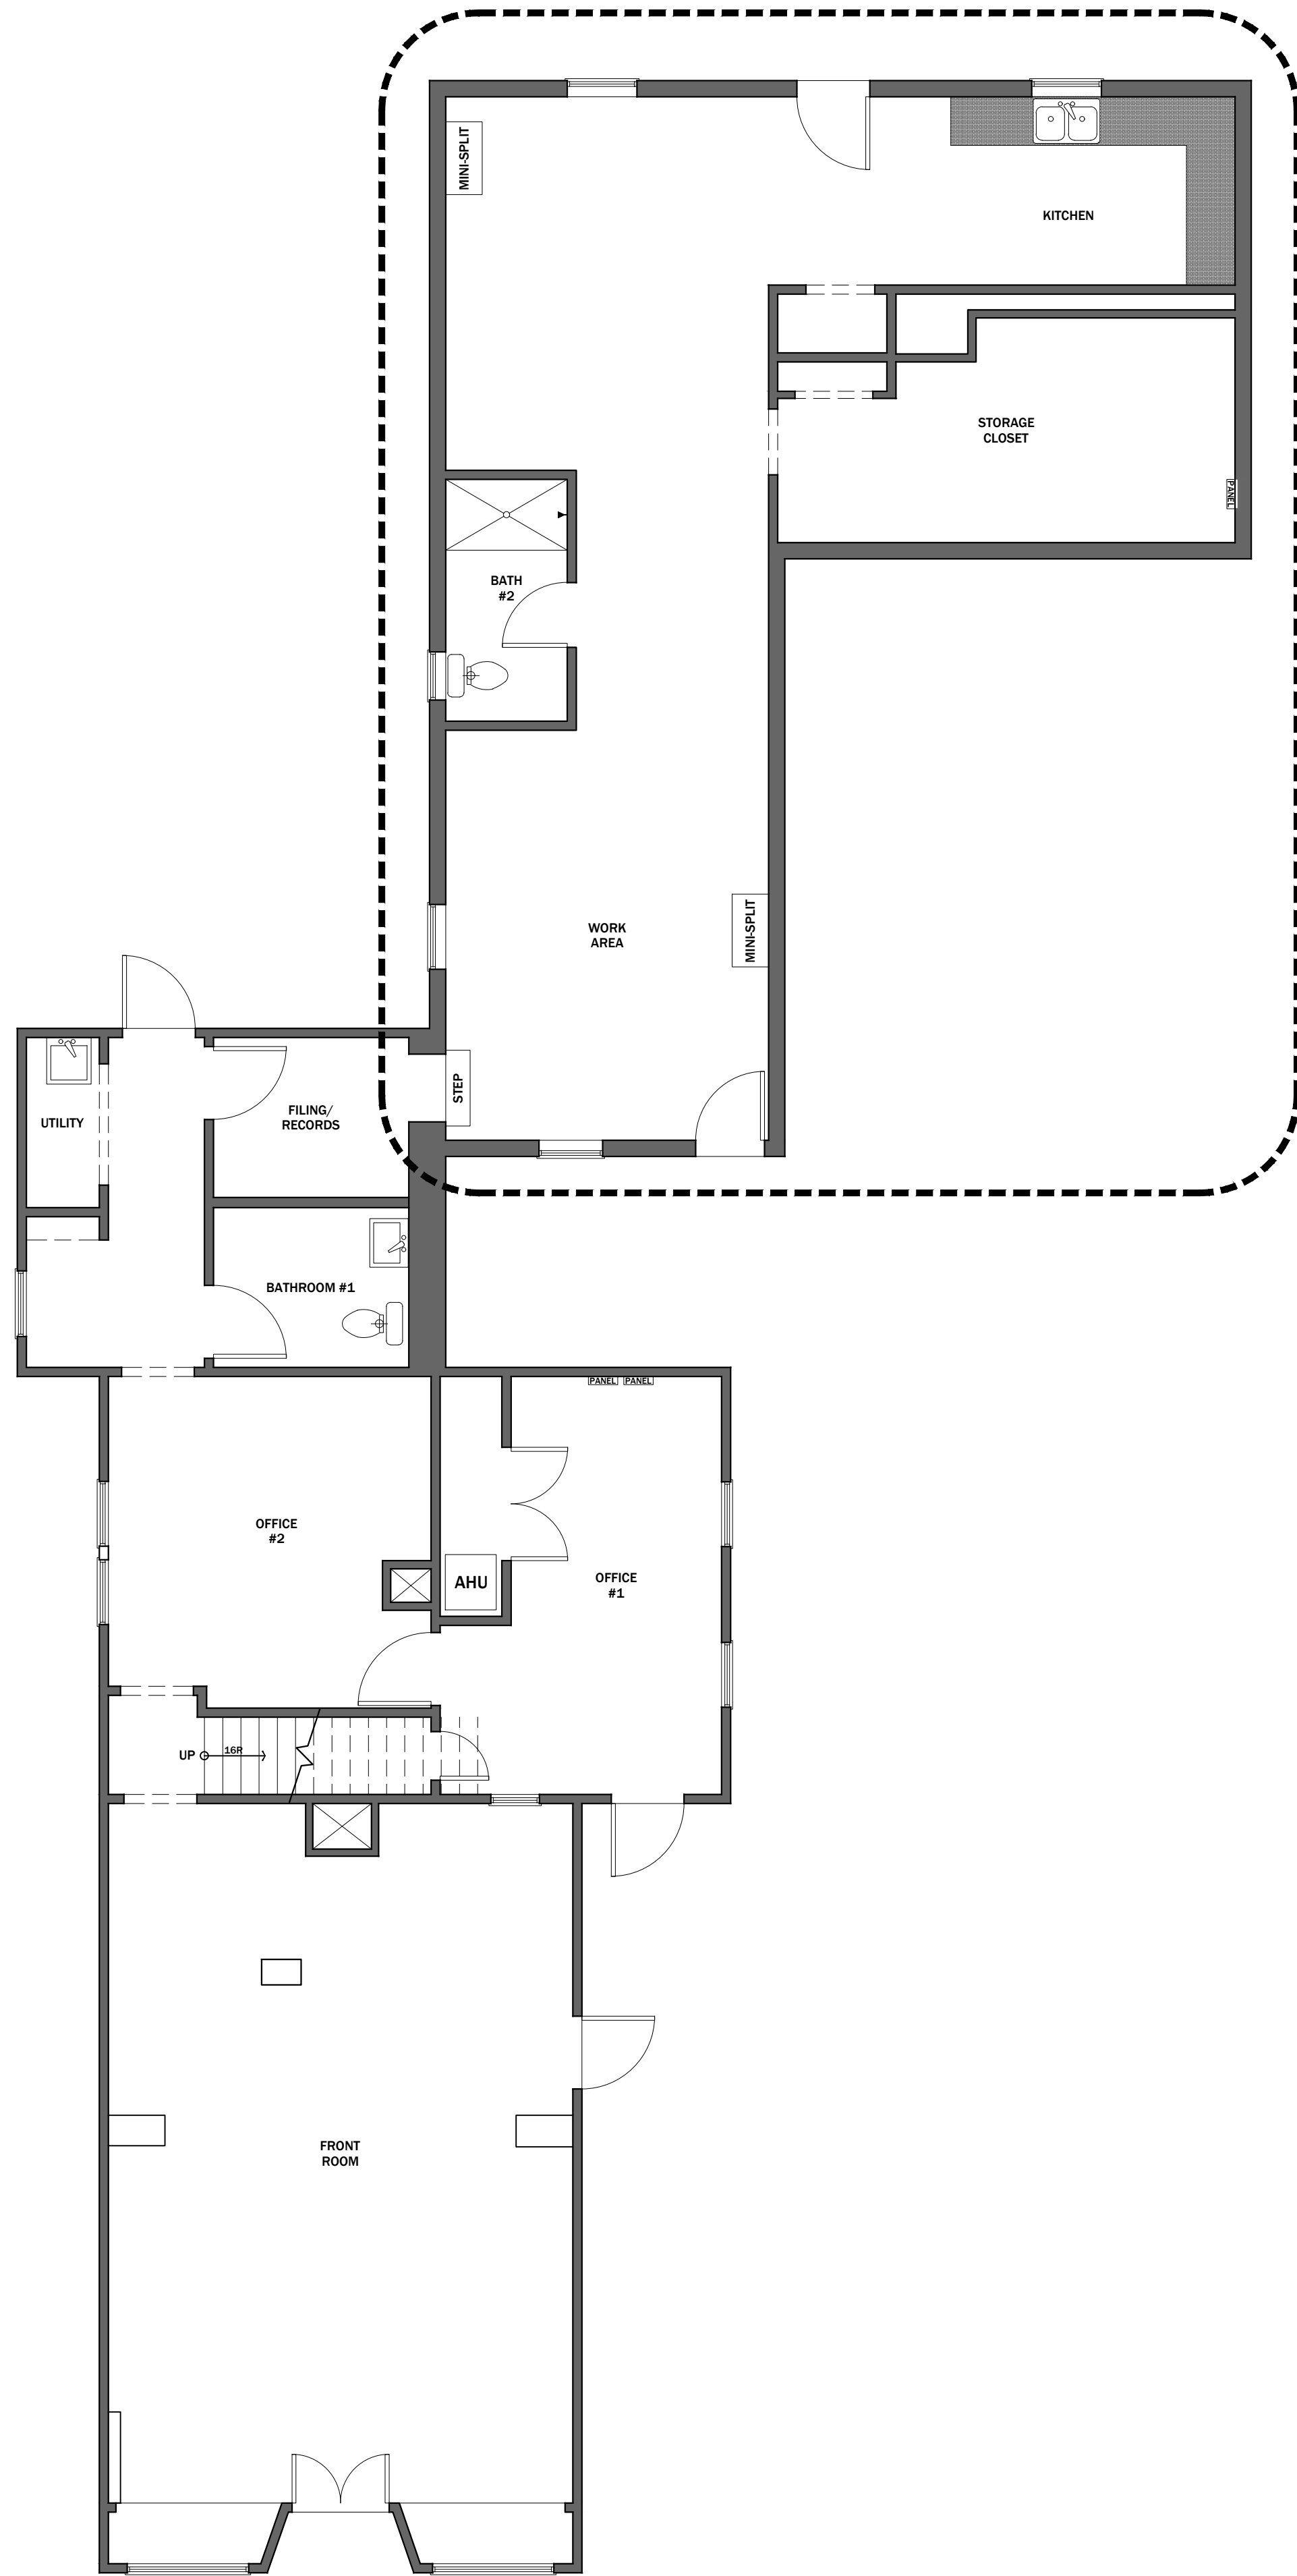 MINI-SPLIT
KITCHEN
STORAGE
CLOSET
PANEL
BATH
#2
WORK
AREA
MINI-SPLIT
STEP
UTILITY
FILING/
RECORDS
BATHROOM #1
PANEL PANEL
OFFICE
#2
AHU
OFFICE
#1
UP 16R
FRONT
ROOM